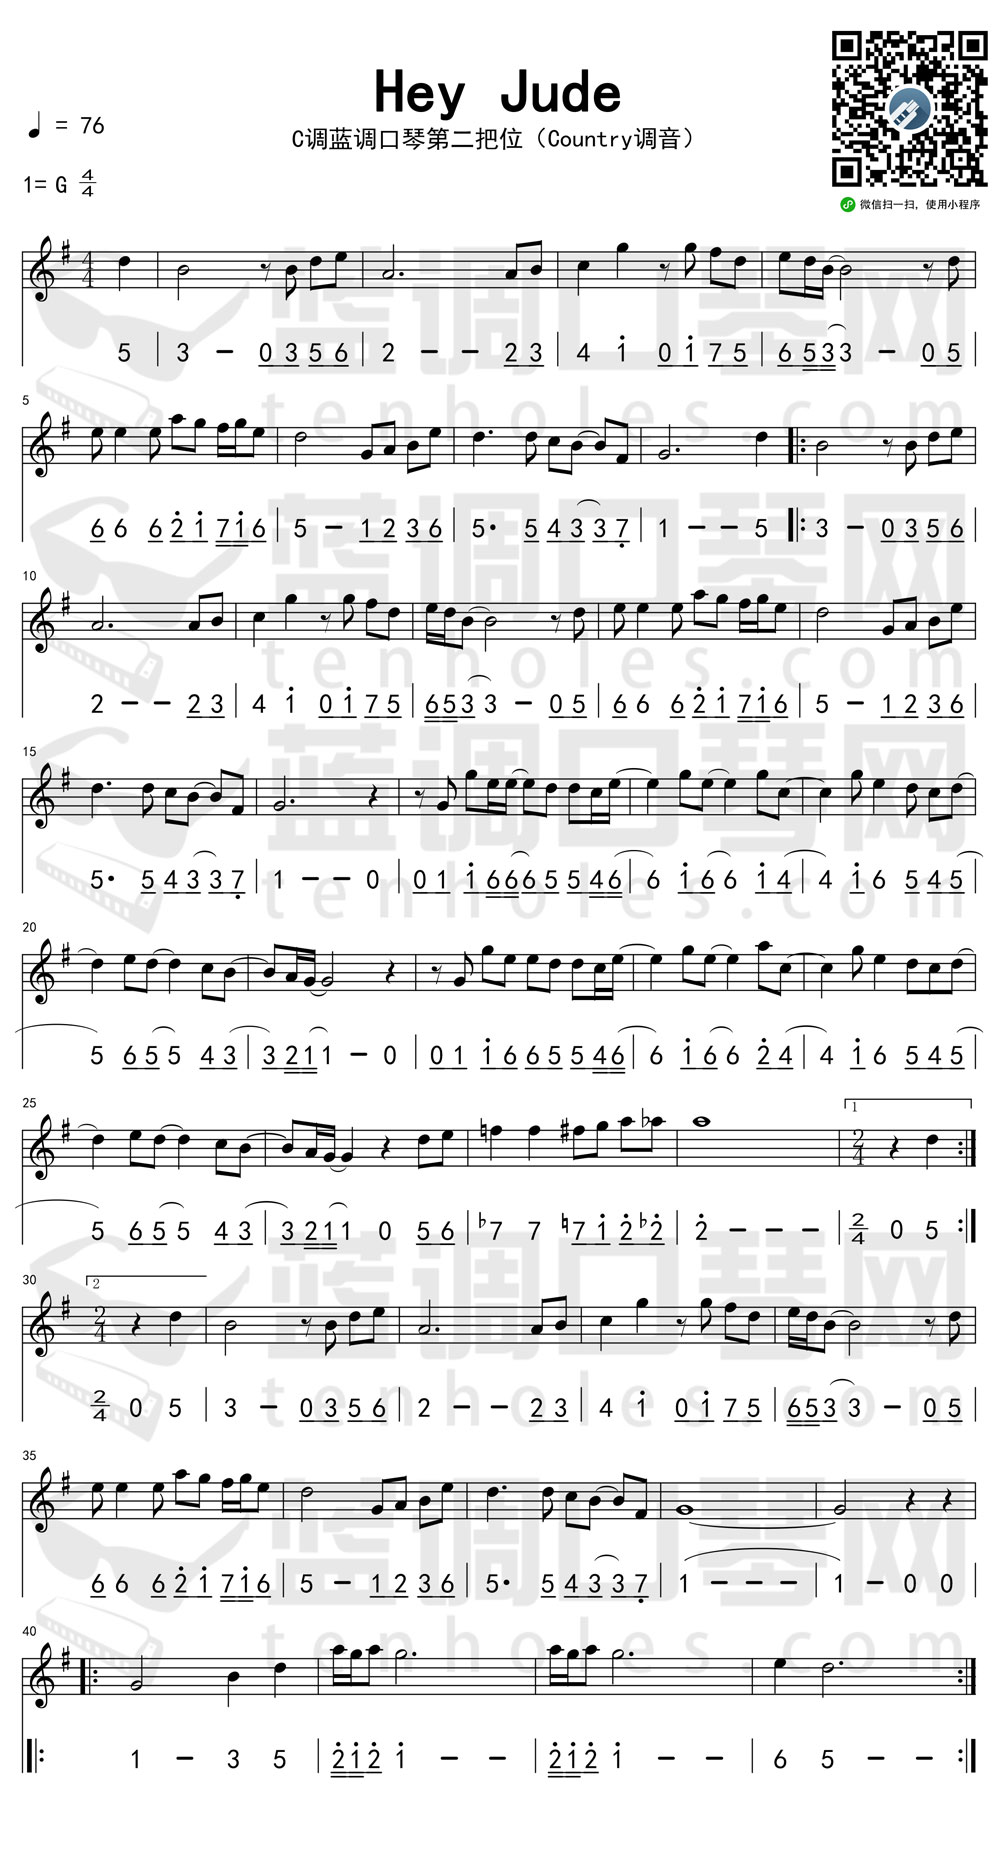 Hey Jude
♩ = 76
C调蓝调口琴第二把位（Country调音）
1= G 4/4
微信扫一扫，使用小程序
5 | 3 – 0 3 5 6 | 2 – – 2 3 | 4 i 0 i 7 5 | 6 5 3 3 – 0 5 |
5
6 6 6 2̇ i 7 i 6 | 5 – 1 2 3 6 | 5· 5 4 3 3 7̣ | 1 – – 5 |: 3 – 0 3 5 6 |
10
2 – – 2 3 | 4 i 0 i 7 5 | 6 5 3 3 – 0 5 | 6 6 6 2̇ i 7 i 6 | 5 – 1 2 3 6 |
15
5· 5 4 3 3 7̣ | 1 – – 0 | 0 1 i 6 6 6 5 5 4 6 | 6 i 6 6 i 4 | 4 i 6 5 4 5 |
20
5 6 5 5 4 3 | 3 2 1 1 – 0 | 0 1 i 6 6 5 5 4 6 | 6 i 6 6 2̇ 4 | 4 i 6 5 4 5 |
25
1
5 6 5 5 4 3 | 3 2 1 1 0 5 6 | ♭7 7 ♮7 i 2̇ ♭2̇ | 2̇ – – – | 2/4 0 5 :|
30
2
2/4 0 5 | 3 – 0 3 5 6 | 2 – – 2 3 | 4 i 0 i 7 5 | 6 5 3 3 – 0 5 |
35
6 6 6 2̇ i 7 i 6 | 5 – 1 2 3 6 | 5· 5 4 3 3 7̣ | 1 – – – | 1 – 0 0 |
40
|: 1 – 3 5 | 2̇ i 2̇ i – – | 2̇ i 2̇ i – – | 6 5 – – :|
蓝调口琴网
tenholes.com